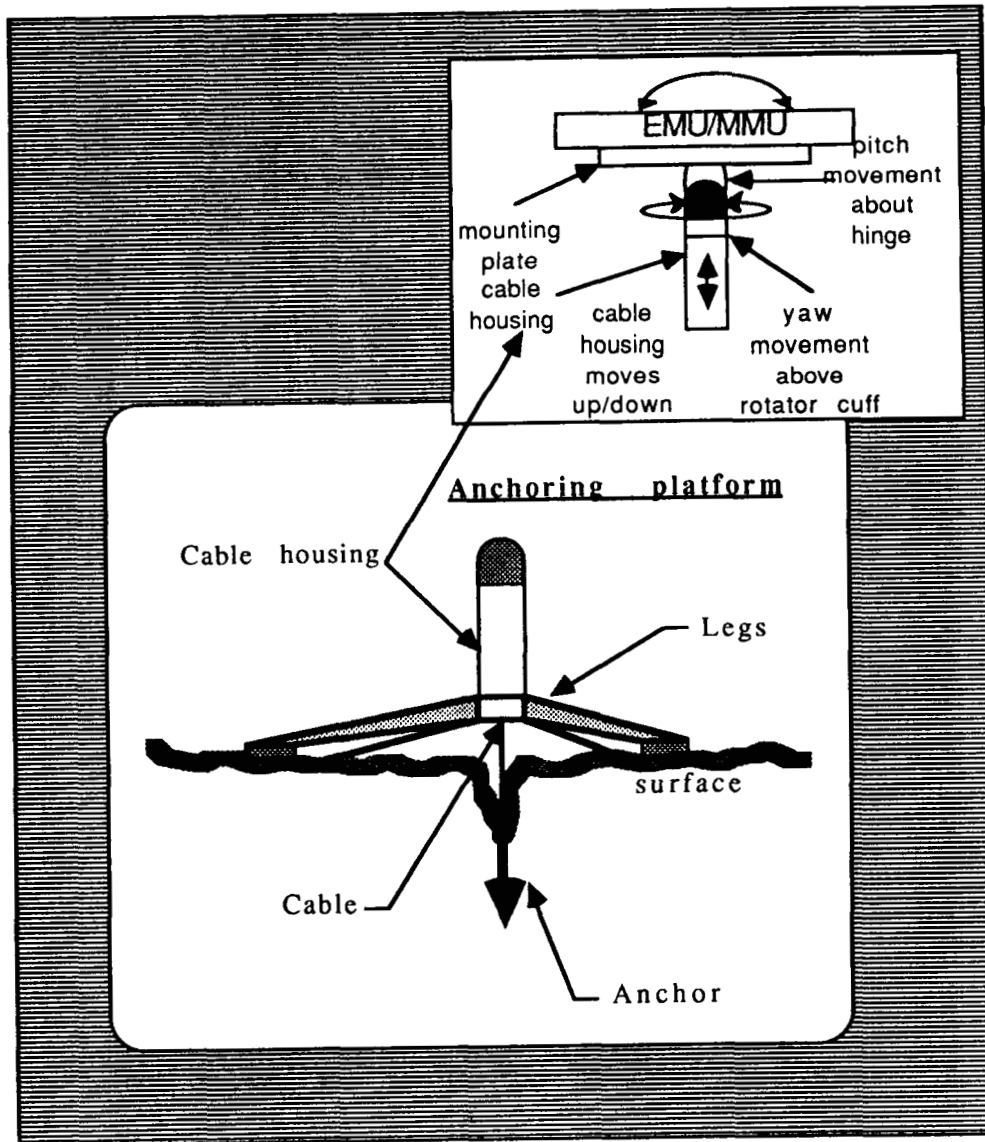 EMU/MMU
pitch
movement
about
hinge
mounting
plate
cable
housing
cable
housing
moves
up/down
yaw
movement
above
rotator cuff
Anchoring platform
Cable housing
Legs
surface
Cable
Anchor